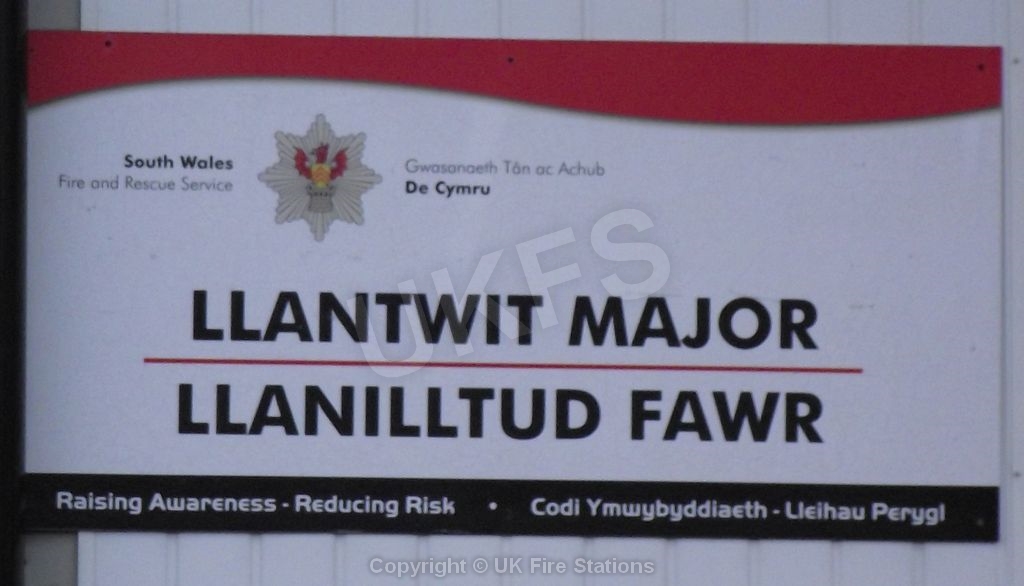 South Wales
Fire and Rescue Service
Gwasanaeth Tân ac Achub
De Cymru
UKFS
LLANTWIT MAJOR
LLANILLTUD FAWR
Raising Awareness - Reducing Risk • Codi Ymwybyddiaeth - Lleihau Perygl
Copyright © UK Fire Stations